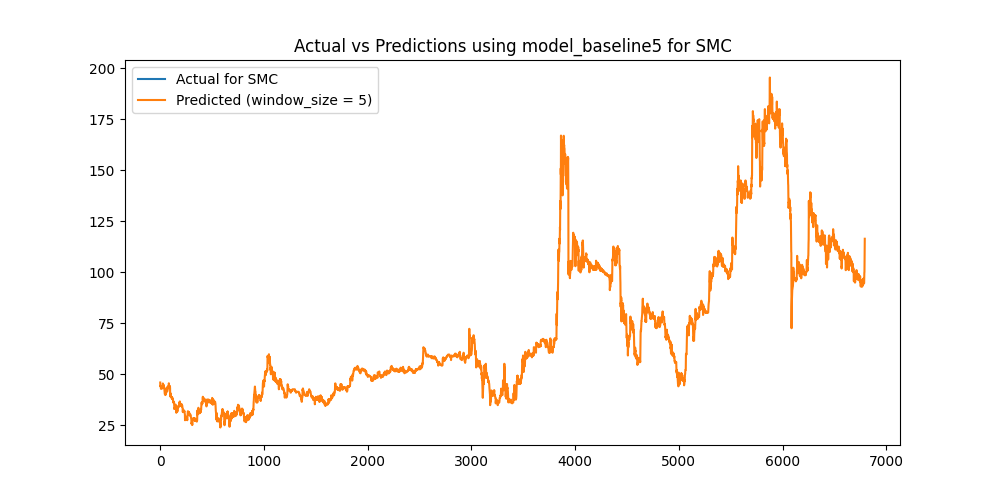 Actual vs Predictions using model_baseline5 for SMC
Actual for SMC
Predicted (window_size = 5)
200
175
150
125
100
75
50
25
0 1000 2000 3000 4000 5000 6000 7000